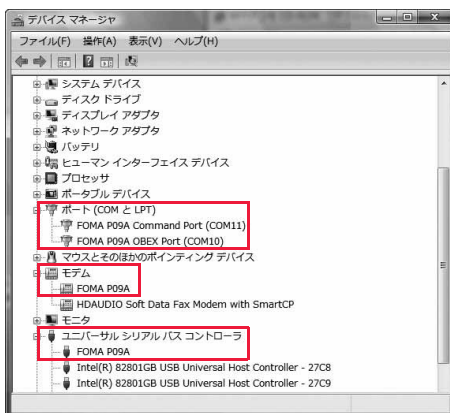 デバイス マネージャ
ファイル(F) 操作(A) 表示(V) ヘルプ(H)
システム デバイス
ディスク ドライブ
ディスプレイ アダプタ
ネットワーク アダプタ
バッテリ
ヒューマン インターフェイス デバイス
プロセッサ
ポータブル デバイス
ポート (COM と LPT)
FOMA P09A Command Port (COM11)
FOMA P09A OBEX Port (COM10)
マウスとそのほかのポインティング デバイス
モデム
FOMA P09A
HDAUDIO Soft Data Fax Modem with SmartCP
モニタ
ユニバーサル シリアル バス コントローラ
FOMA P09A
Intel(R) 82801GB USB Universal Host Controller - 27C8
Intel(R) 82801GB USB Universal Host Controller - 27C9